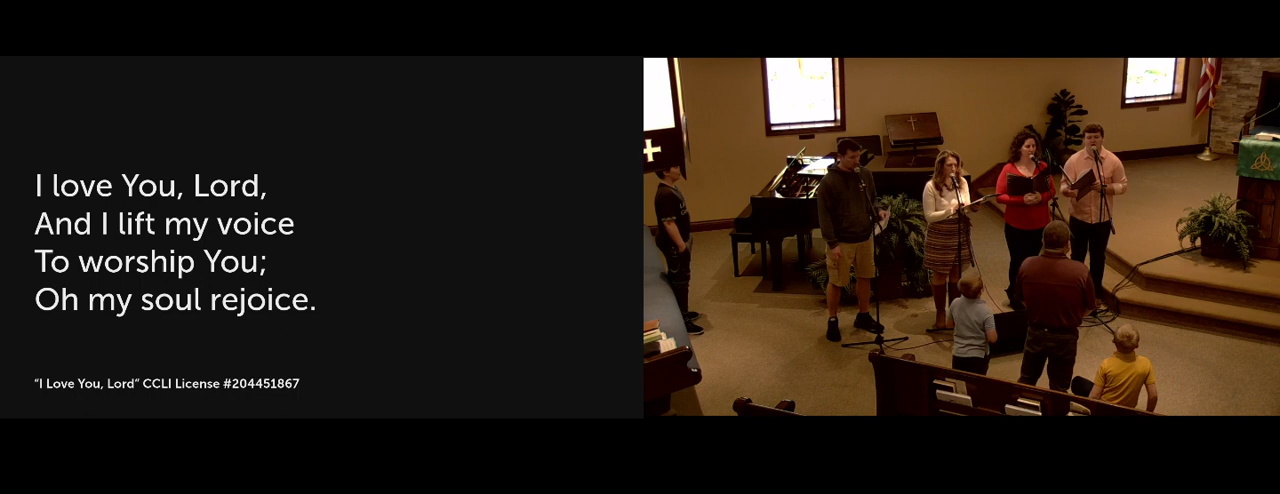 I love You, Lord,
And I lift my voice
To worship You;
Oh my soul rejoice.
“I Love You, Lord” CCLI License #204451867